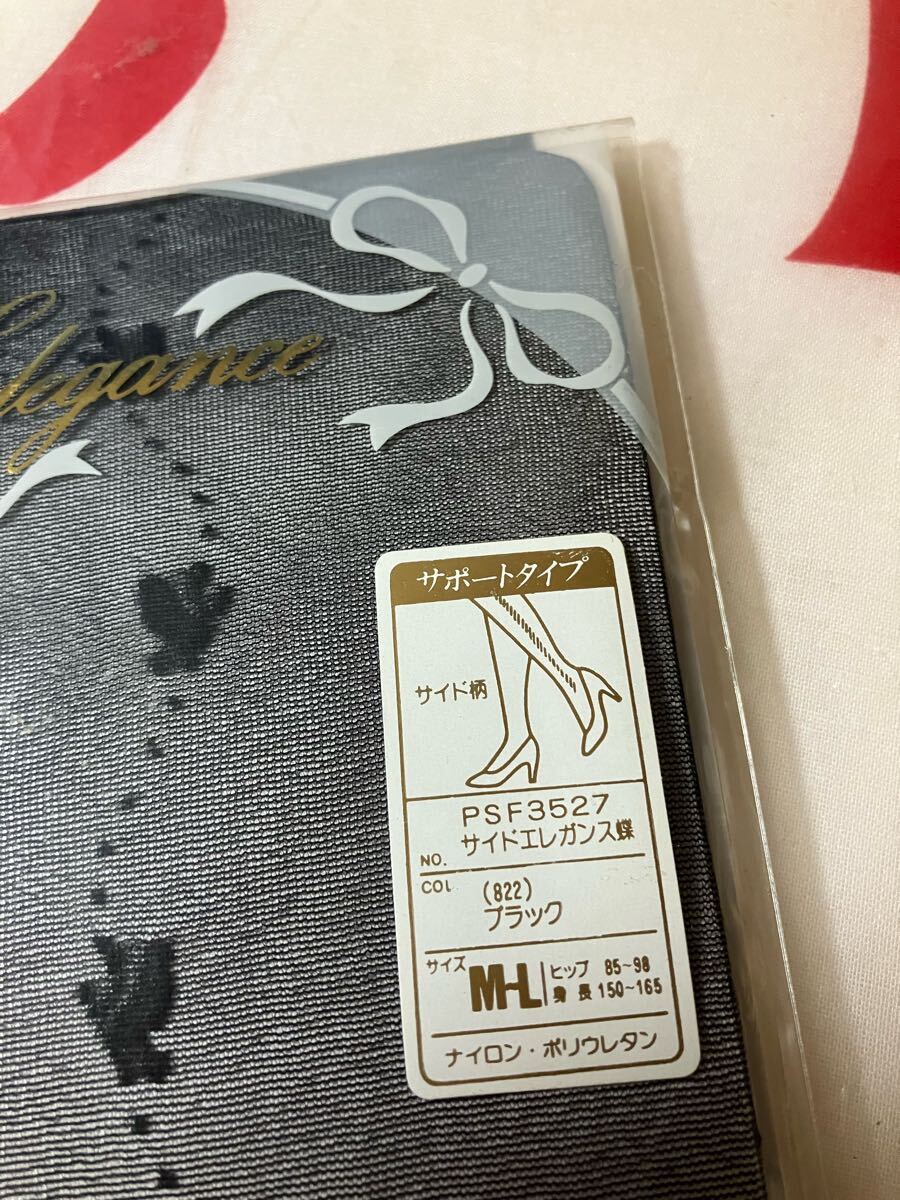 Elegance
サポートタイプ
サイド柄
PSF3527
NO. サイドエレガンス蝶
COL (822)
ブラック
サイズ M-L ヒップ 85~98
身長 150~165
ナイロン・ポリウレタン